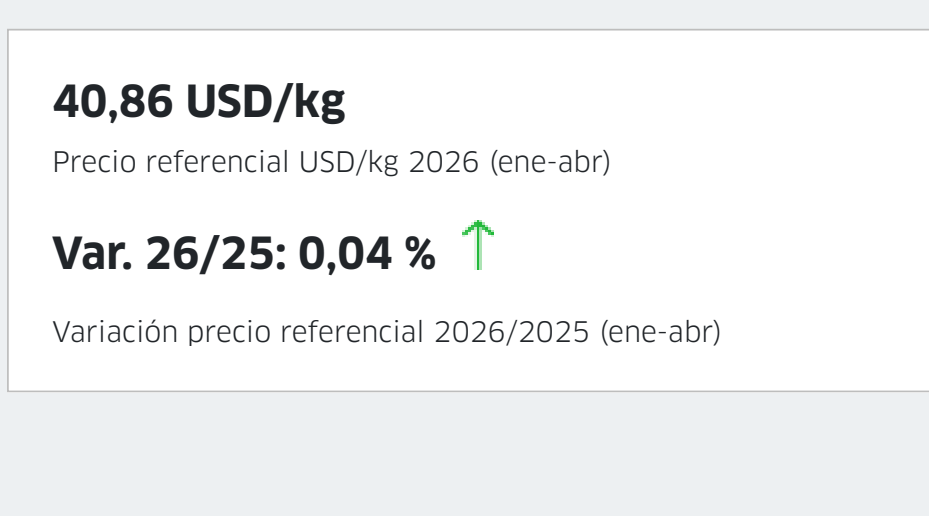 40,86 USD/kg
Precio referencial USD/kg 2026 (ene-abr)
Var. 26/25: 0,04 % ↑
Variación precio referencial 2026/2025 (ene-abr)